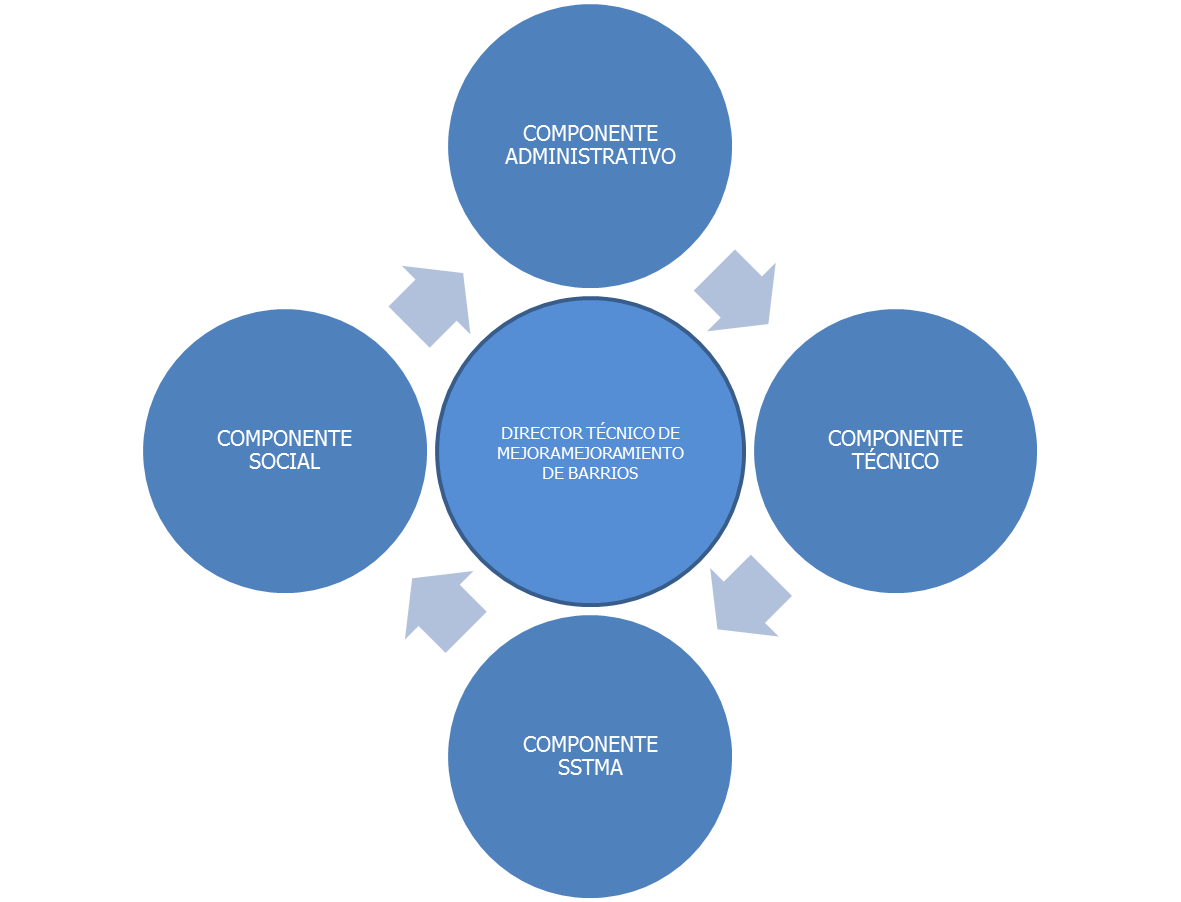 COMPONENTE
ADMINISTRATIVO
COMPONENTE
SOCIAL
DIRECTOR TÉCNICO DE
MEJORAMEJORAMIENTO
DE BARRIOS
COMPONENTE
TÉCNICO
COMPONENTE
SSTMA